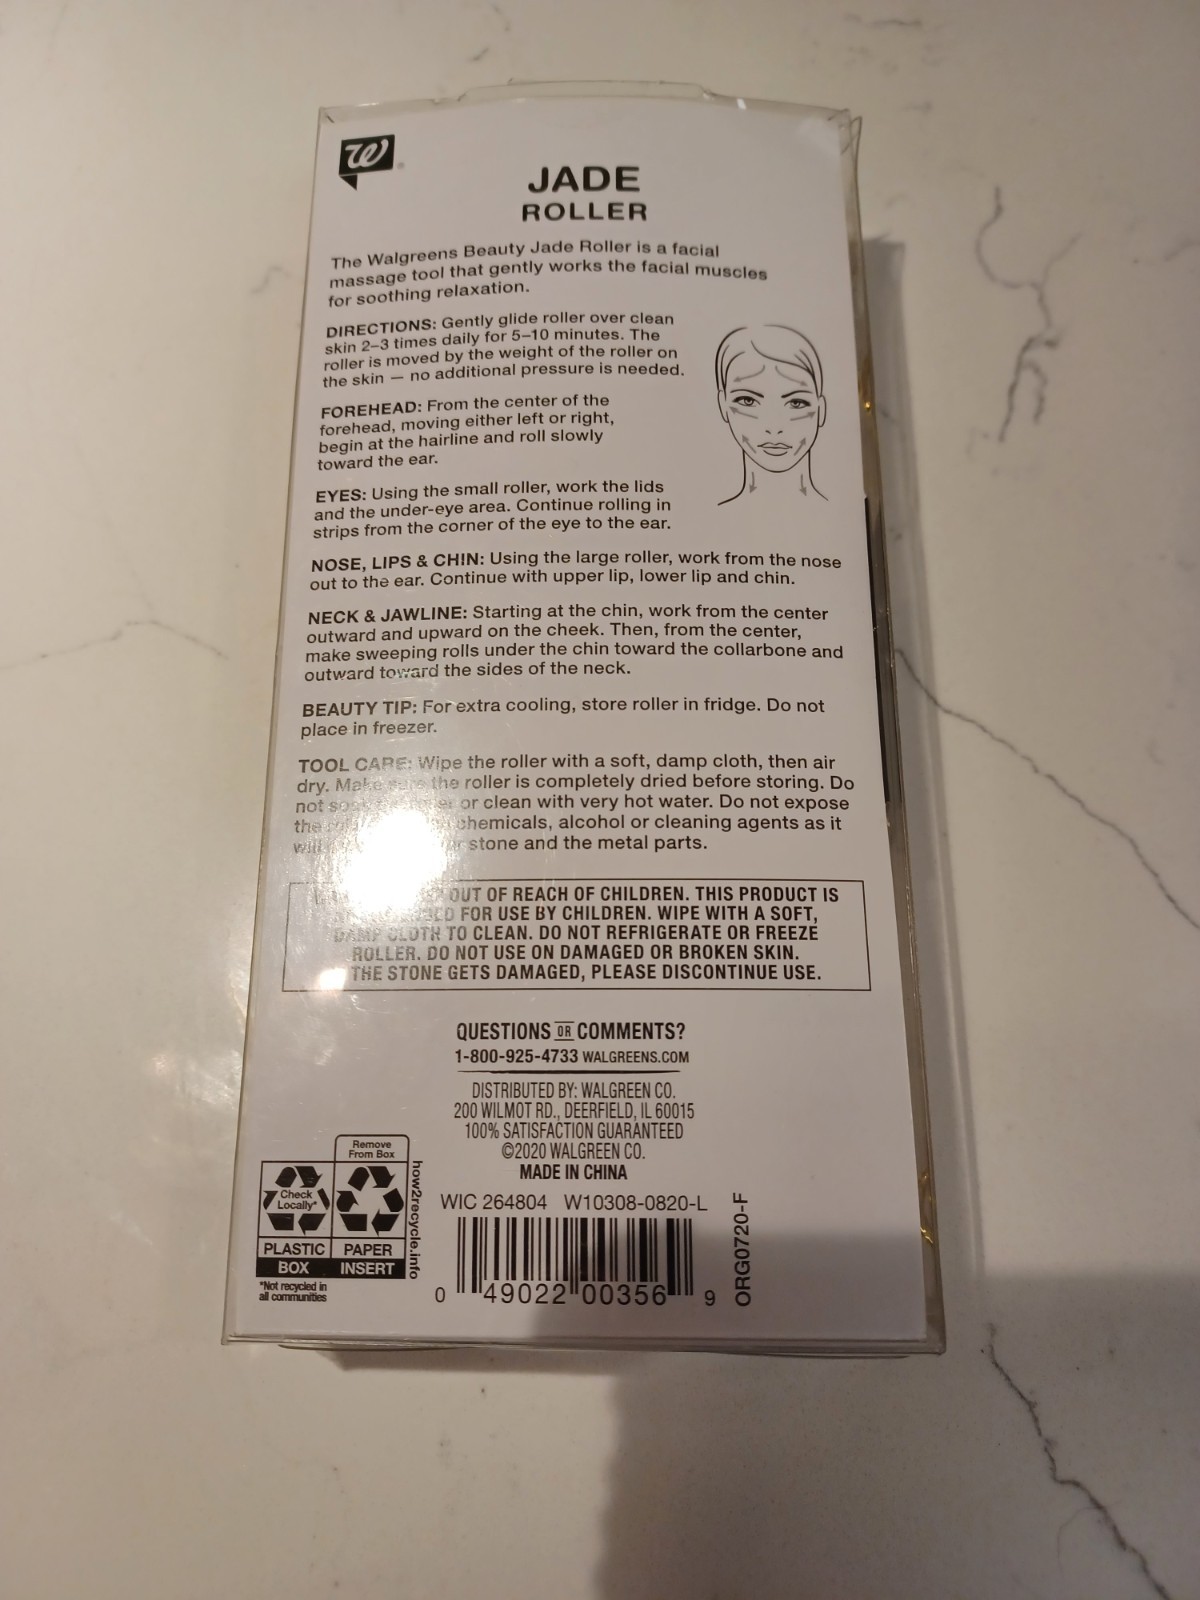 W
JADE
ROLLER
The Walgreens Beauty Jade Roller is a facial
massage tool that gently works the facial muscles
for soothing relaxation.
DIRECTIONS: Gently glide roller over clean
skin 2–3 times daily for 5–10 minutes. The
roller is moved by the weight of the roller on
the skin — no additional pressure is needed.
FOREHEAD: From the center of the
forehead, moving either left or right,
begin at the hairline and roll slowly
toward the ear.
EYES: Using the small roller, work the lids
and the under-eye area. Continue rolling in
strips from the corner of the eye to the ear.
NOSE, LIPS & CHIN: Using the large roller, work from the nose
out to the ear. Continue with upper lip, lower lip and chin.
NECK & JAWLINE: Starting at the chin, work from the center
outward and upward on the cheek. Then, from the center,
make sweeping rolls under the chin toward the collarbone and
outward toward the sides of the neck.
BEAUTY TIP: For extra cooling, store roller in fridge. Do not
place in freezer.
TOOL CARE: Wipe the roller with a soft, damp cloth, then air
dry. Make sure the roller is completely dried before storing. Do
not or clean with very hot water. Do not expose
the chemicals, alcohol or cleaning agents as it
will stone and the metal parts.
OUT OF REACH OF CHILDREN. THIS PRODUCT IS
FOR USE BY CHILDREN. WIPE WITH A SOFT,
DAMP CLOTH TO CLEAN. DO NOT REFRIGERATE OR FREEZE
ROLLER. DO NOT USE ON DAMAGED OR BROKEN SKIN.
THE STONE GETS DAMAGED, PLEASE DISCONTINUE USE.
QUESTIONS OR COMMENTS?
1-800-925-4733 WALGREENS.COM
DISTRIBUTED BY: WALGREEN CO.
200 WILMOT RD., DEERFIELD, IL 60015
100% SATISFACTION GUARANTEED
©2020 WALGREEN CO.
MADE IN CHINA
WIC 264804 W10308-0820-L
0 49022 00356 9
ORG0720-F
Remove
From Box
Check
Locally*
PLASTIC
BOX
PAPER
INSERT
*Not recycled in
all communities
how2recycle.info